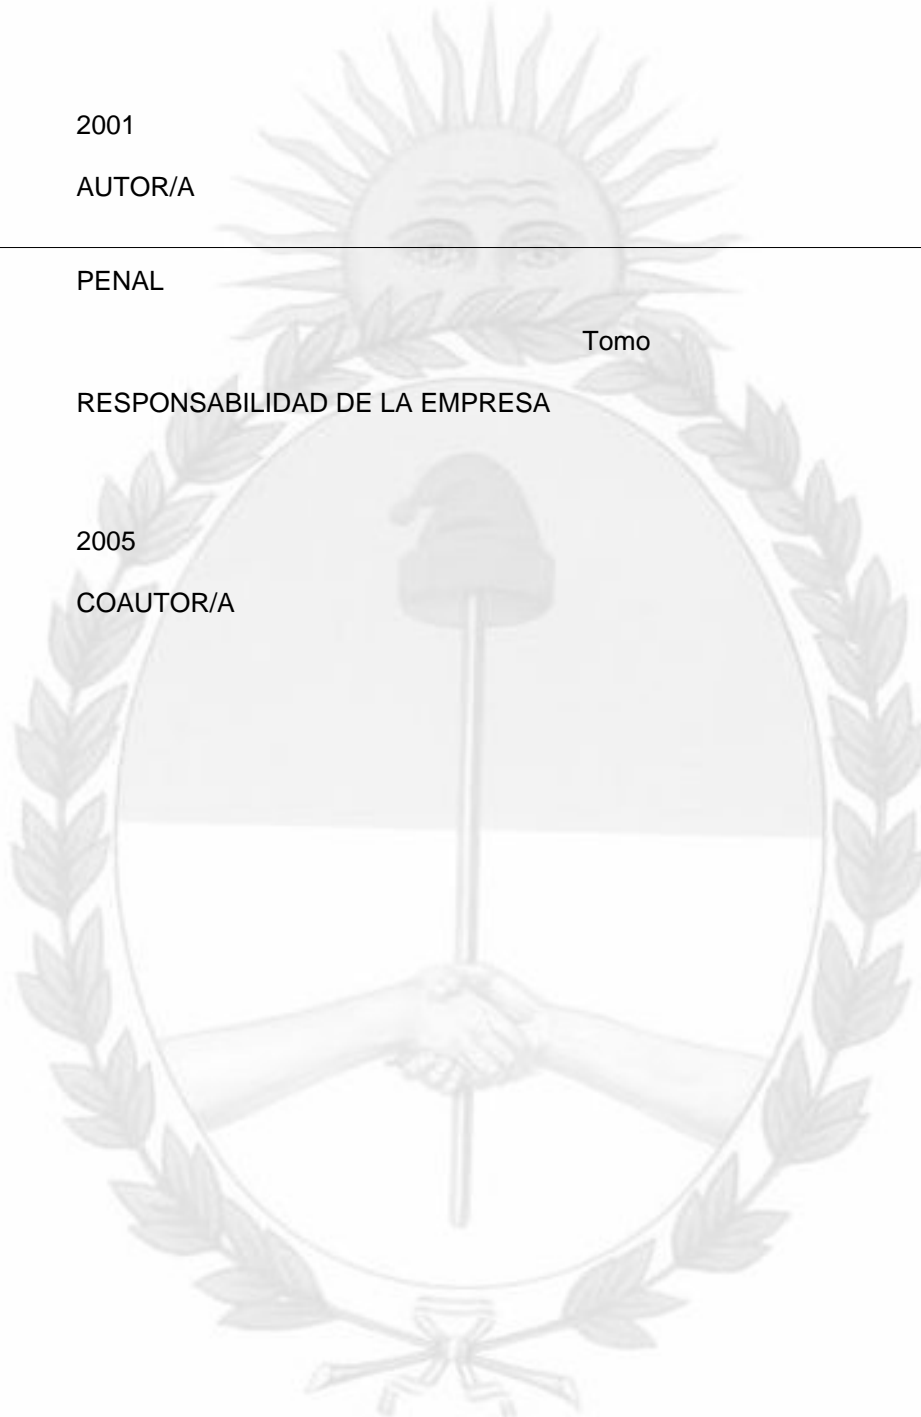 2001
AUTOR/A
PENAL
Tomo
RESPONSABILIDAD DE LA EMPRESA
2005
COAUTOR/A